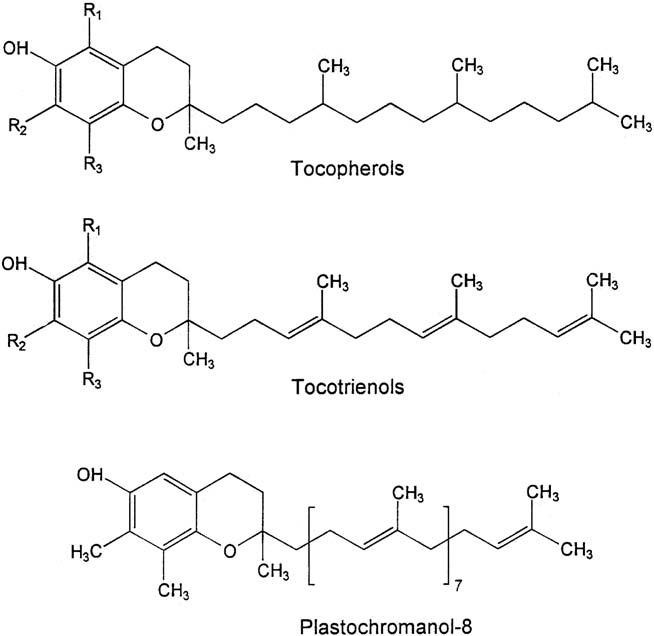 R1
OH
CH3
CH3
CH3
R2
O
CH3
CH3
R3
Tocopherols
R1
OH
CH3
CH3
CH3
R2
O
CH3
CH3
R3
Tocotrienols
OH
CH3
CH3
H3C
O
CH3
CH3
CH3
7
Plastochromanol-8